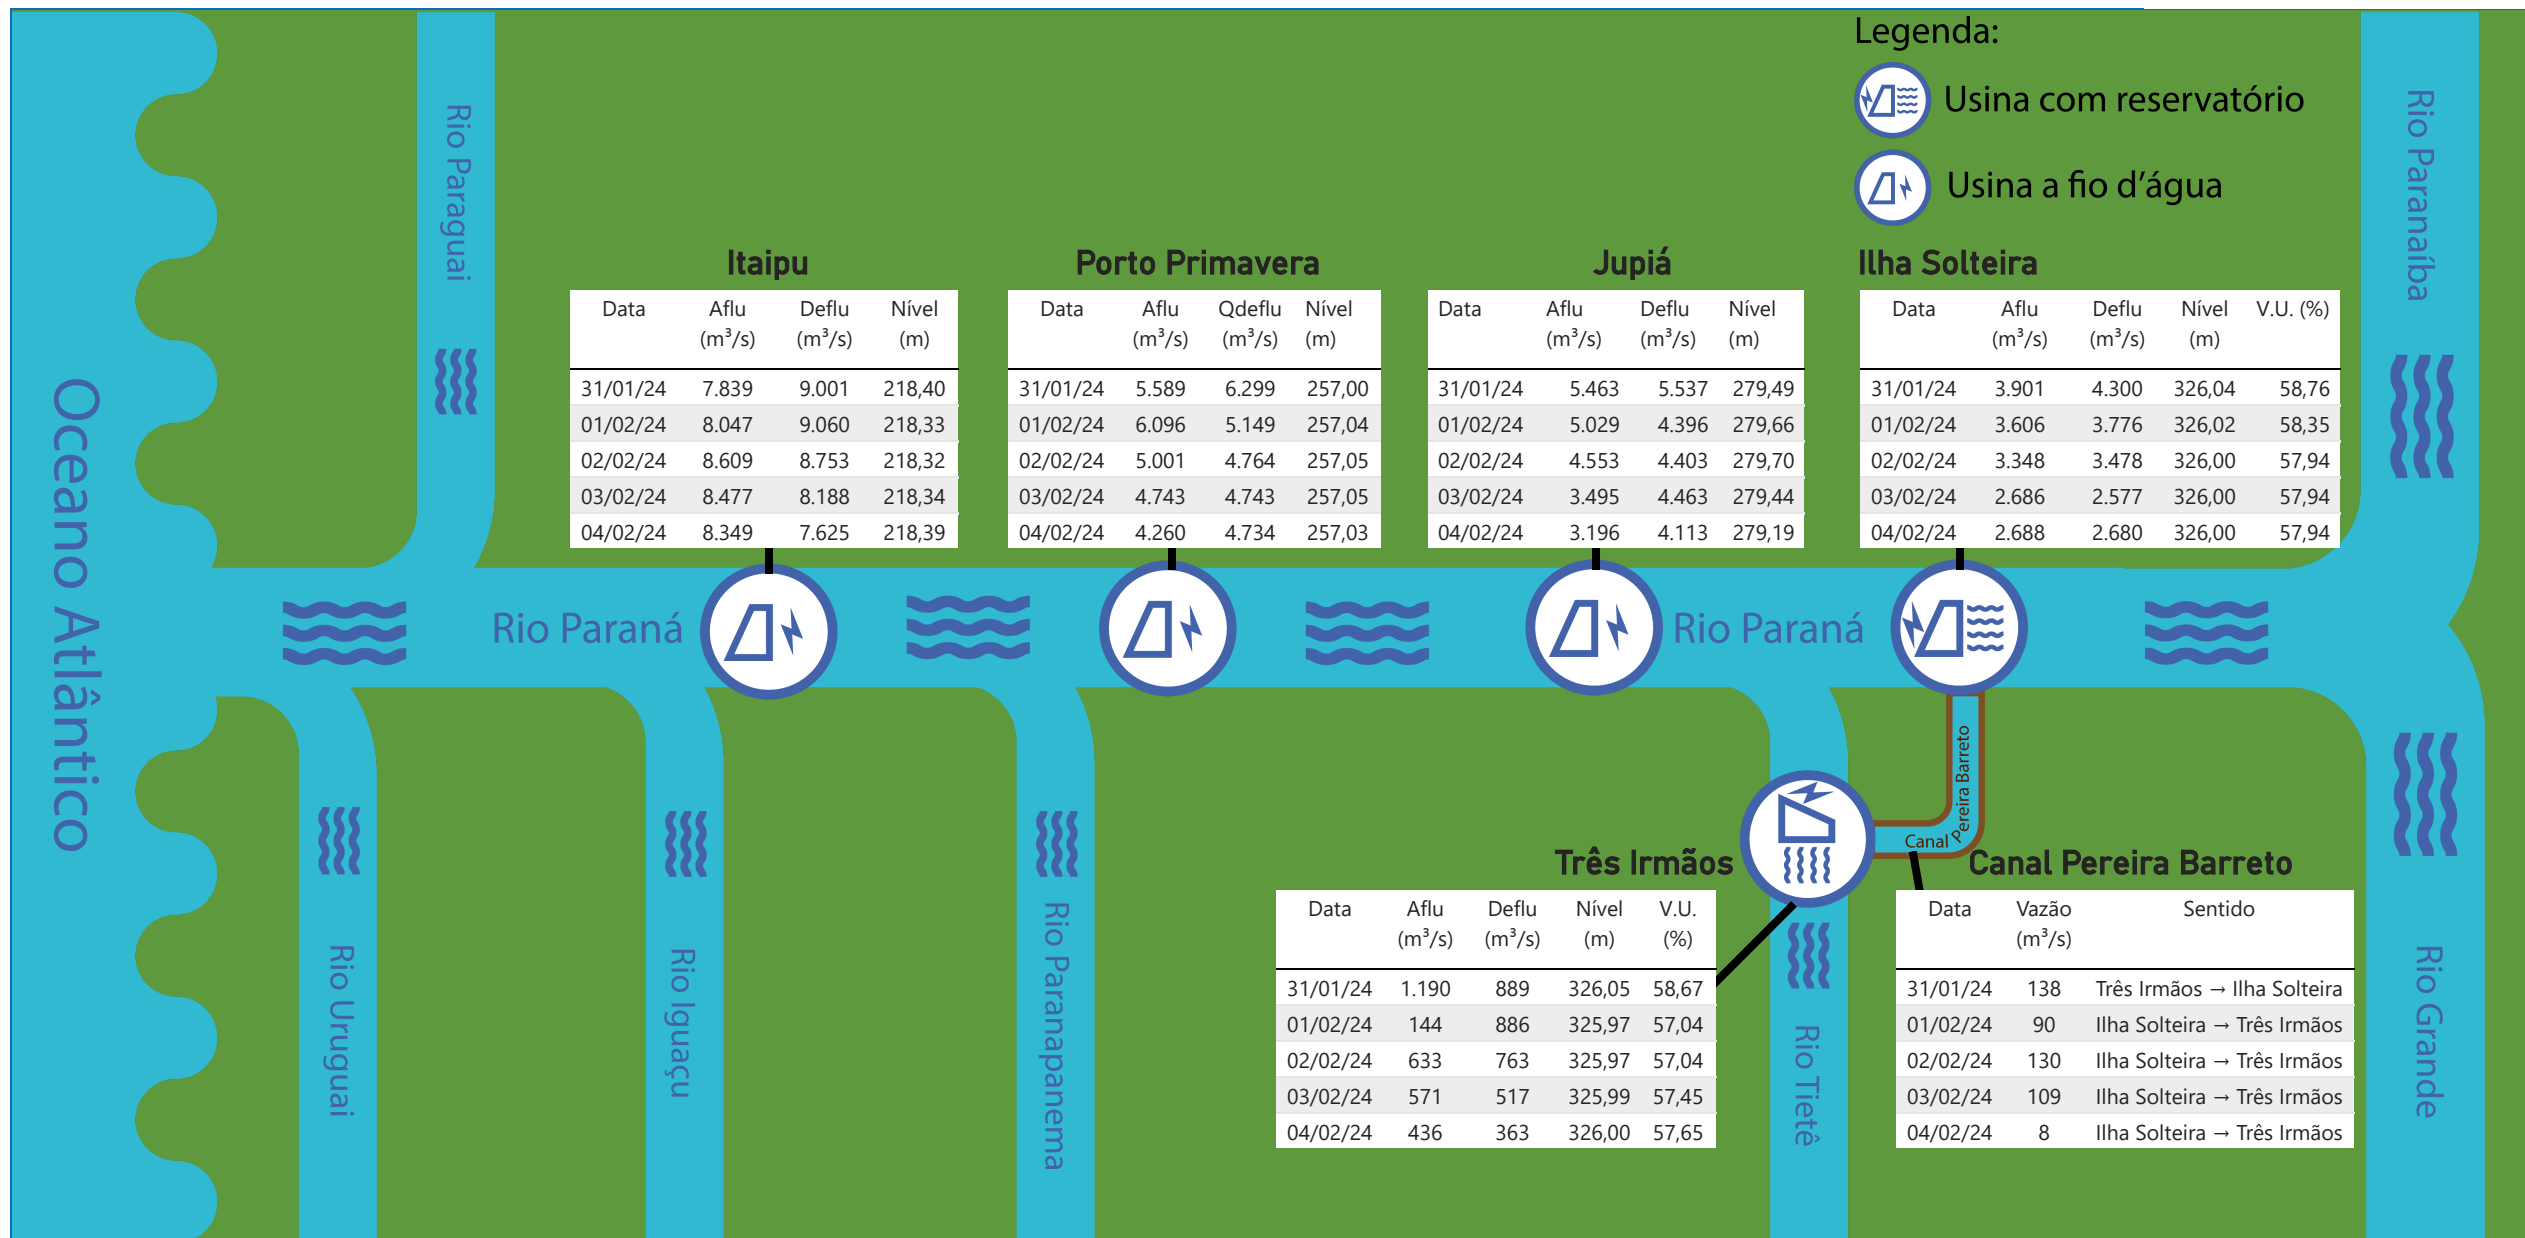 Legenda:
Usina com reservatório
Usina a fio d'água
Oceano Atlântico
Rio Paraguai
Rio Paranaíba
Itaipu
Data Aflu Deflu Nível
(m³/s) (m³/s) (m)
31/01/24 7.839 9.001 218,40
01/02/24 8.047 9.060 218,33
02/02/24 8.609 8.753 218,32
03/02/24 8.477 8.188 218,34
04/02/24 8.349 7.625 218,39
Porto Primavera
Data Aflu Qdeflu Nível
(m³/s) (m³/s) (m)
31/01/24 5.589 6.299 257,00
01/02/24 6.096 5.149 257,04
02/02/24 5.001 4.764 257,05
03/02/24 4.743 4.743 257,05
04/02/24 4.260 4.734 257,03
Jupiá
Data Aflu Deflu Nível
(m³/s) (m³/s) (m)
31/01/24 5.463 5.537 279,49
01/02/24 5.029 4.396 279,66
02/02/24 4.553 4.403 279,70
03/02/24 3.495 4.463 279,44
04/02/24 3.196 4.113 279,19
Ilha Solteira
Data Aflu Deflu Nível V.U. (%)
(m³/s) (m³/s) (m)
31/01/24 3.901 4.300 326,04 58,76
01/02/24 3.606 3.776 326,02 58,35
02/02/24 3.348 3.478 326,00 57,94
03/02/24 2.686 2.577 326,00 57,94
04/02/24 2.688 2.680 326,00 57,94
Rio Paraná
Rio Paraná
Canal Pereira Barreto
Três Irmãos
Data Aflu Deflu Nível V.U.
(m³/s) (m³/s) (m) (%)
31/01/24 1.190 889 326,05 58,67
01/02/24 144 886 325,97 57,04
02/02/24 633 763 325,97 57,04
03/02/24 571 517 325,99 57,45
04/02/24 436 363 326,00 57,65
Canal Pereira Barreto
Data Vazão Sentido
(m³/s)
31/01/24 138 Três Irmãos → Ilha Solteira
01/02/24 90 Ilha Solteira → Três Irmãos
02/02/24 130 Ilha Solteira → Três Irmãos
03/02/24 109 Ilha Solteira → Três Irmãos
04/02/24 8 Ilha Solteira → Três Irmãos
Rio Uruguai
Rio Iguaçu
Rio Paranapanema
Rio Tietê
Rio Grande